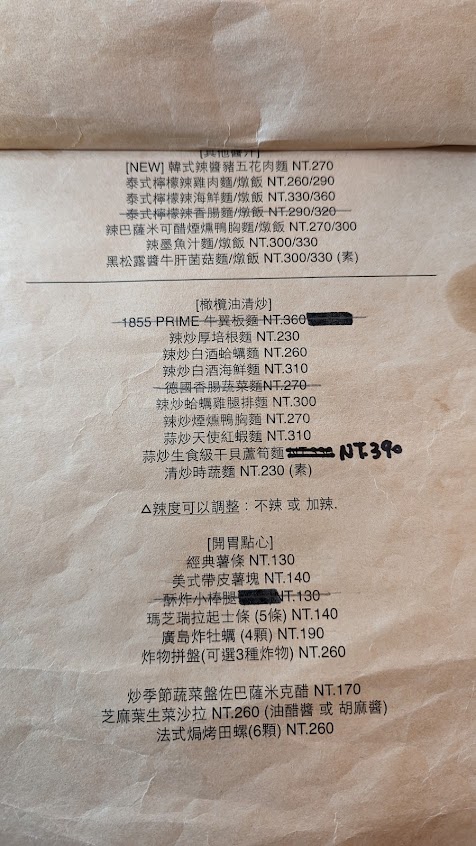 [其他醬汁]
[NEW] 韓式辣醬豬五花肉麵 NT.270
泰式檸檬辣雞肉麵/燉飯 NT.260/290
泰式檸檬辣海鮮麵/燉飯 NT.330/360
泰式檸檬辣香腸麵/燉飯 NT.290/320
辣巴薩米可醋煙燻鴨胸麵/燉飯 NT.270/300
辣墨魚汁麵/燉飯 NT.300/330
黑松露醬牛肝菌菇麵/燉飯 NT.300/330 (素)
[橄欖油清炒]
1855 PRIME 牛翼板麵 NT.360
辣炒厚培根麵 NT.230
辣炒白酒蛤蠣麵 NT.260
辣炒白酒海鮮麵 NT.310
德國香腸蔬菜麵NT.270
辣炒蛤蠣雞腿排麵 NT.300
辣炒煙燻鴨胸麵 NT.270
蒜炒天使紅蝦麵 NT.310
蒜炒生食級干貝蘆筍麵 NT.390
清炒時蔬麵 NT.230 (素)
△辣度可以調整：不辣 或 加辣.
[開胃點心]
經典薯條 NT.130
美式帶皮薯塊 NT.140
酥炸小棒腿 NT.130
瑪芝瑞拉起士條 (5條) NT.140
廣島炸牡蠣 (4顆) NT.190
炸物拼盤(可選3種炸物) NT.260
炒季節蔬菜盤佐巴薩米克醋 NT.170
芝麻葉生菜沙拉 NT.260 (油醋醬 或 胡麻醬)
法式焗烤田螺(6顆) NT.260